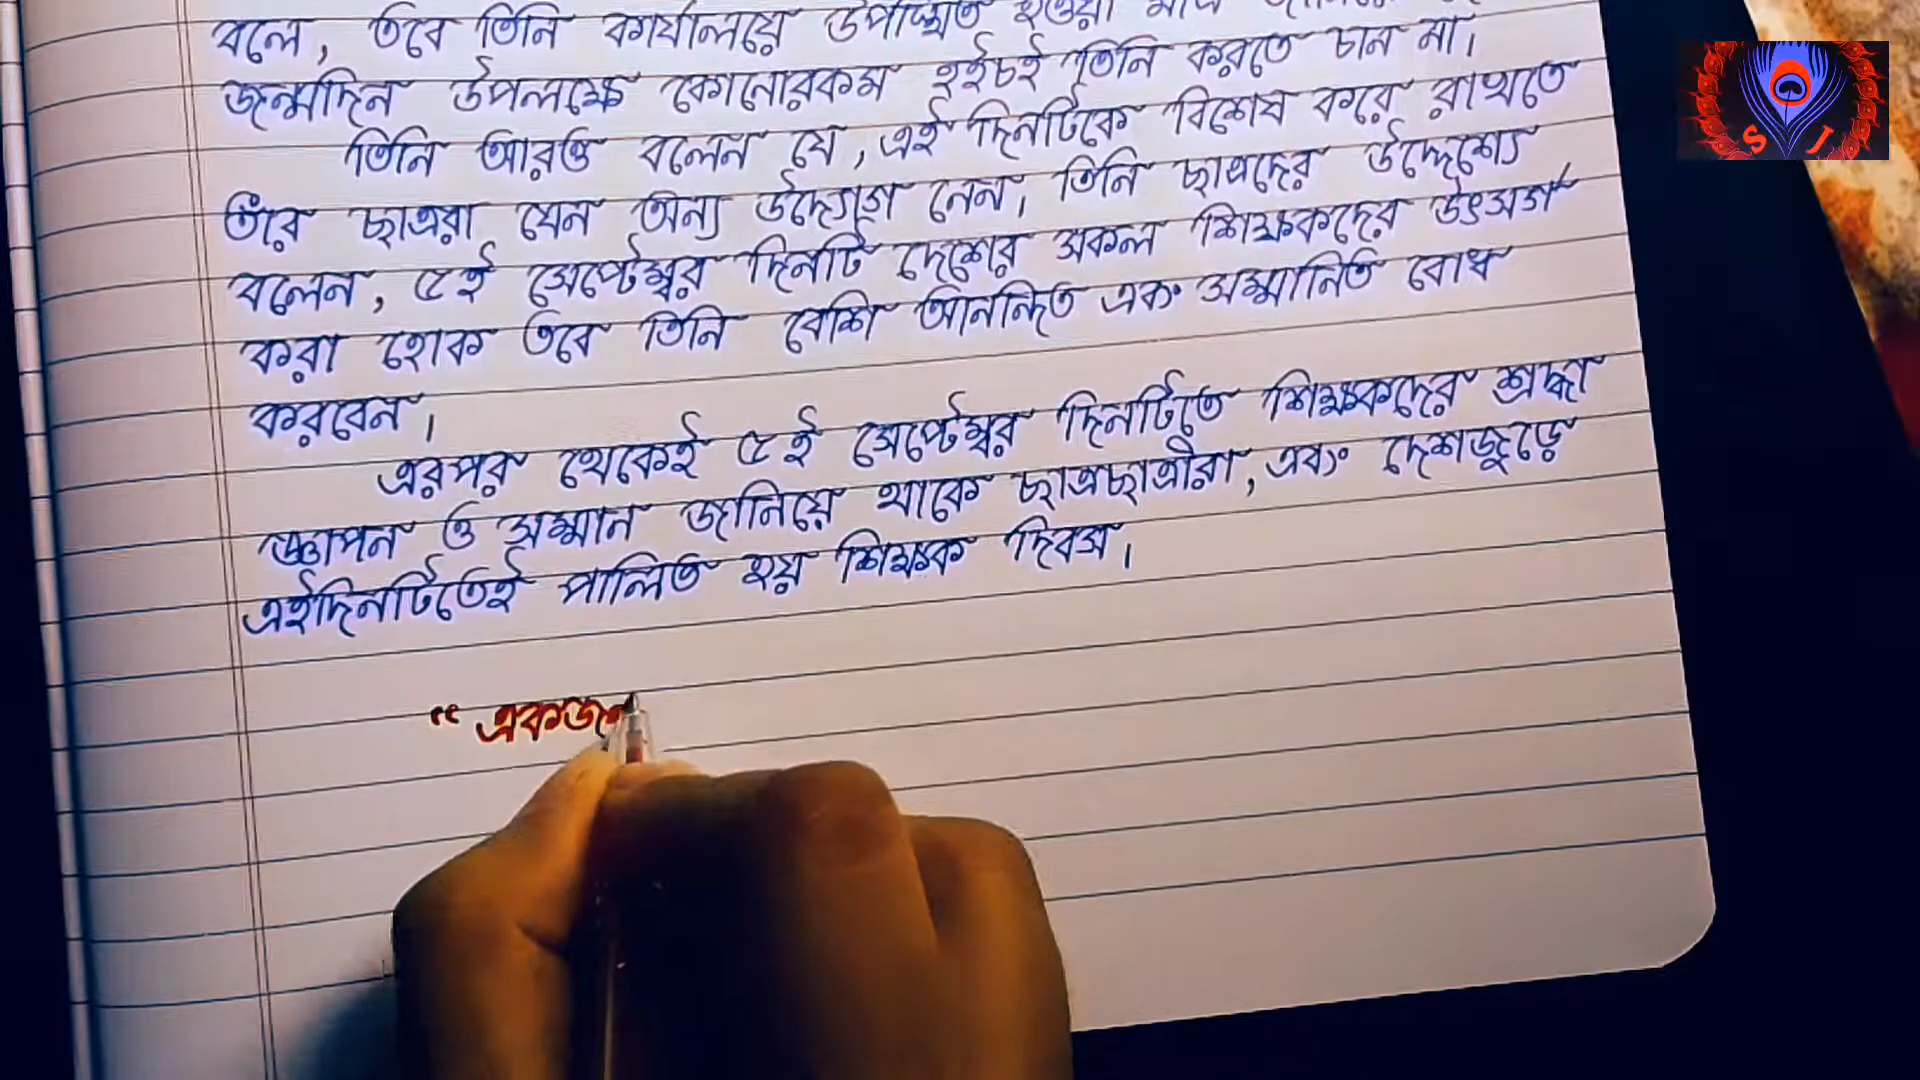 বলে, তবে তিনি কার্যালয়ে উপস্থিত হওয়া মাত্র
জন্মদিন উপলক্ষে কোনোরকম হইচই তিনি করতে চান না।
তিনি আরও বলেন যে, এই দিনটিকে বিশেষ করে রাখতে
তাঁরে ছাত্ররা যেন অন্য উদ্যোগ নেন। তিনি ছাত্রদের উদ্দেশ্যে
বলেন, ৫ই সেপ্টেম্বর দিনটি দেশের সকল শিক্ষকদের উৎসর্গ
করা হোক তবে তিনি বেশি আনন্দিত এবং সম্মানিত বোধ
করবেন।
এরপর থেকেই ৫ই সেপ্টেম্বর দিনটিতে শিক্ষকদের শ্রদ্ধা
জ্ঞাপন ও সম্মান জানিয়ে থাকে ছাত্রছাত্রীরা, এবং দেশজুড়ে
এইদিনটিতেই পালিত হয় শিক্ষক দিবস।
“ একজন
S J